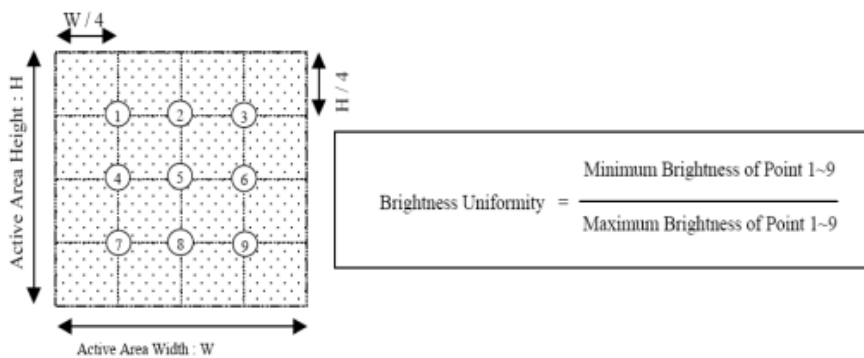 W / 4
H / 4
Active Area Height : H
1 2 3
4 5 6
7 8 9
Active Area Width : W
Minimum Brightness of Point 1~9
Brightness Uniformity =
Maximum Brightness of Point 1~9